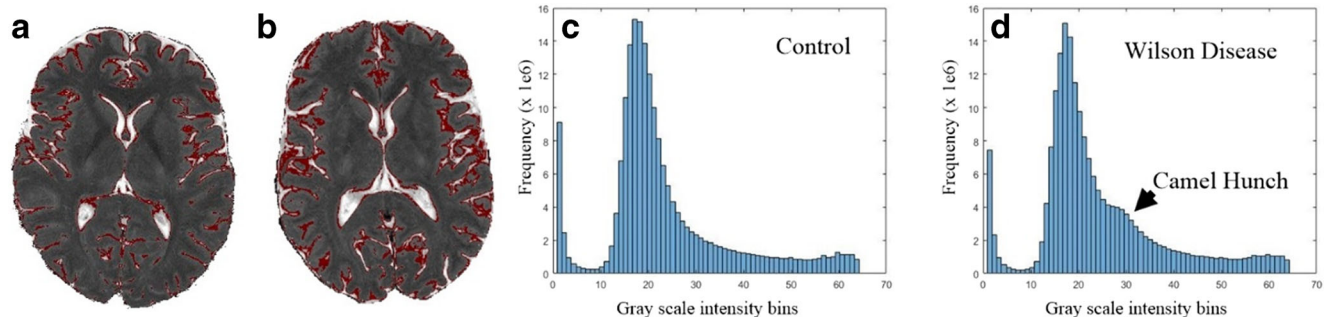 a
b
c
Control
Frequency (x 1e6)
16
14
12
10
8
6
4
2
0
0 10 20 30 40 50 60 70
Gray scale intensity bins
d
Wilson Disease
Camel Hunch
Frequency (x 1e6)
16
14
12
10
8
6
4
2
0
0 10 20 30 40 50 60 70
Gray scale intensity bins